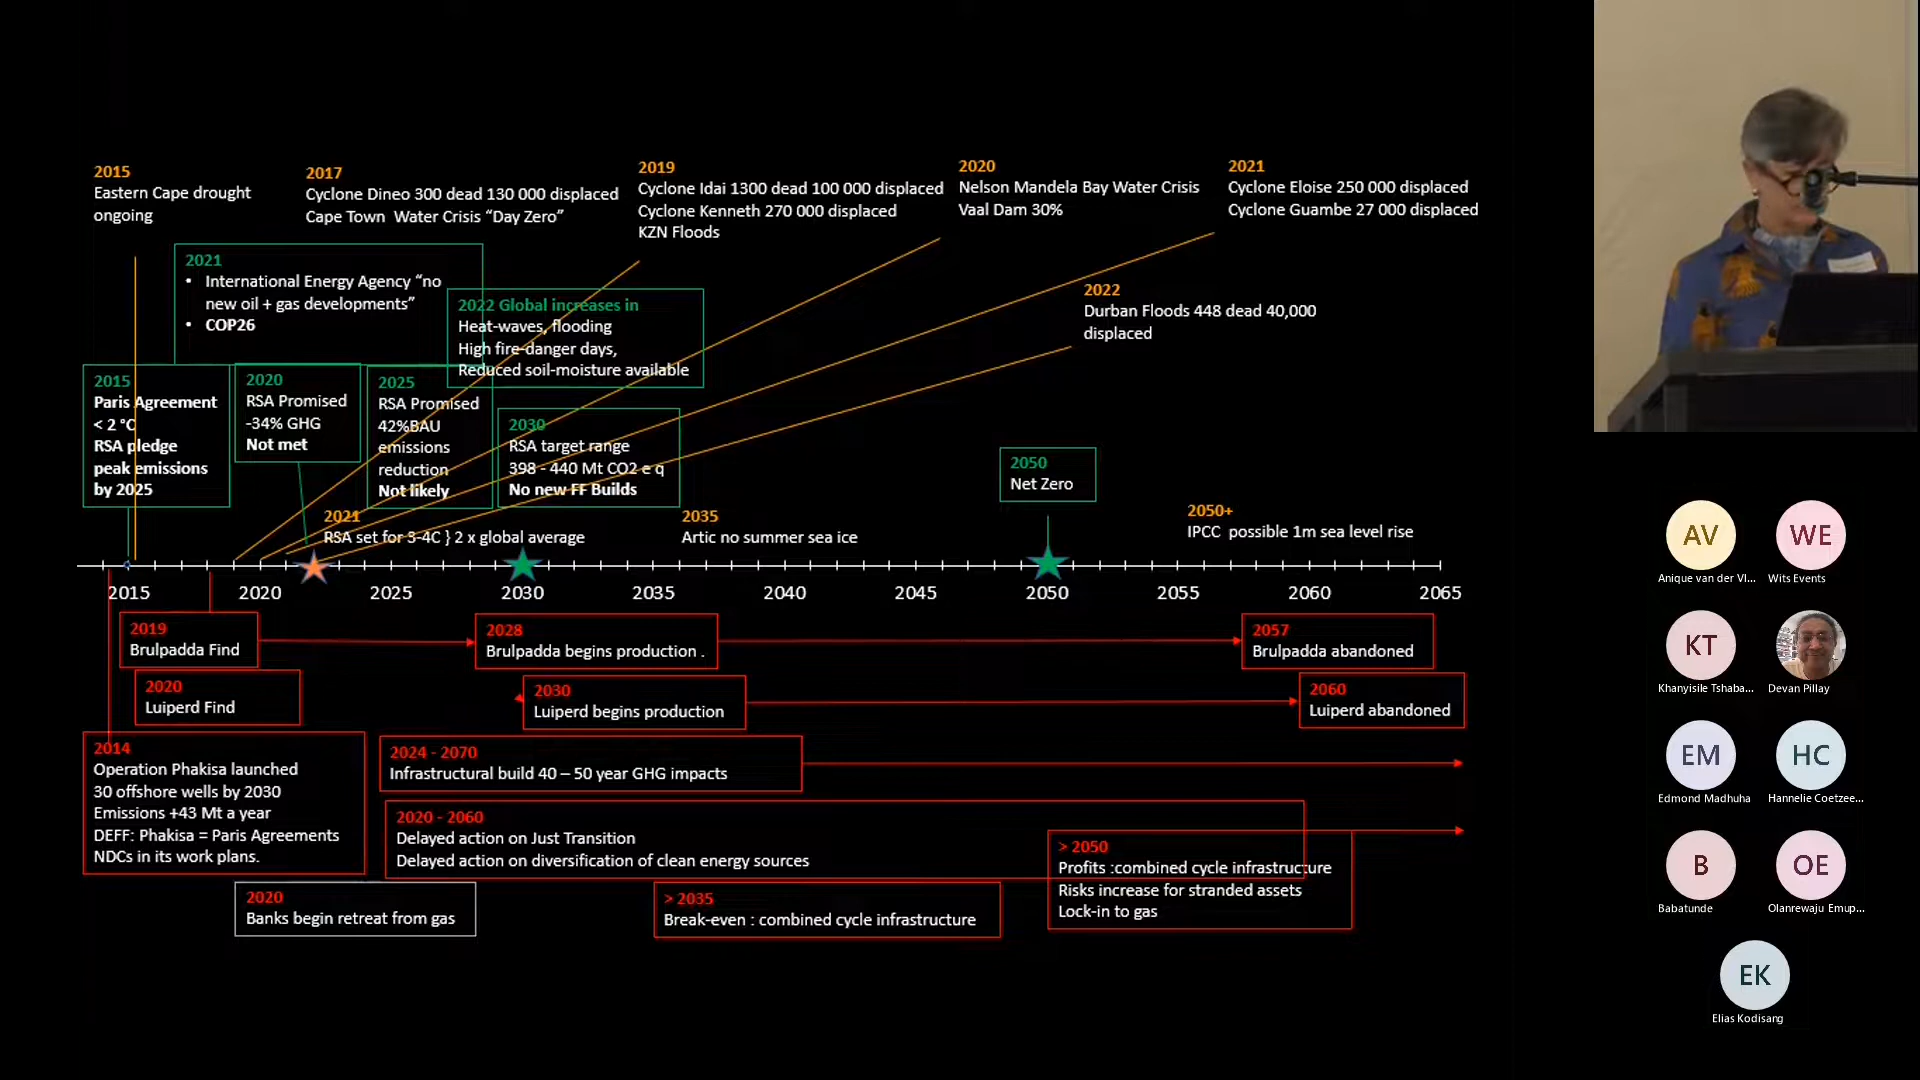 2015
Eastern Cape drought
ongoing
2017
Cyclone Dineo 300 dead 130 000 displaced
Cape Town Water Crisis “Day Zero”
2019
Cyclone Idai 1300 dead 100 000 displaced
Cyclone Kenneth 270 000 displaced
KZN Floods
2020
Nelson Mandela Bay Water Crisis
Vaal Dam 30%
2021
Cyclone Eloise 250 000 displaced
Cyclone Guambe 27 000 displaced
2021
• International Energy Agency “no
new oil + gas developments”
• COP26
2022 Global increases in
Heat-waves, flooding
High fire-danger days,
Reduced soil-moisture available
2022
Durban Floods 448 dead 40,000
displaced
2015
Paris Agreement
< 2 °C
RSA pledge
peak emissions
by 2025
2020
RSA Promised
-34% GHG
Not met
2025
RSA Promised
42%BAU
emissions
reduction
Not likely
2030
RSA target range
398 - 440 Mt CO2 e q
No new FF Builds
2050
Net Zero
2021
RSA set for 3-4C } 2 x global average
2035
Artic no summer sea ice
2050+
IPCC possible 1m sea level rise
2015 2020 2025 2030 2035 2040 2045 2050 2055 2060 2065
2019
Brulpadda Find
2028
Brulpadda begins production .
2057
Brulpadda abandoned
2020
Luiperd Find
2030
Luiperd begins production
2060
Luiperd abandoned
2014
Operation Phakisa launched
30 offshore wells by 2030
Emissions +43 Mt a year
DEFF: Phakisa = Paris Agreements
NDCs in its work plans.
2024 - 2070
Infrastructural build 40 – 50 year GHG impacts
2020 - 2060
Delayed action on Just Transition
Delayed action on diversification of clean energy sources
> 2050
Profits :combined cycle infrastructure
Risks increase for stranded assets
Lock-in to gas
2020
Banks begin retreat from gas
> 2035
Break-even : combined cycle infrastructure
AV
Anique van der Vl...
WE
Wits Events
KT
Khanyisile Tshaba...
Devan Pillay
EM
Edmond Madhuha
HC
Hannelie Coetzee...
B
Babatunde
OE
Olanrewaju Emup...
EK
Elias Kodisang